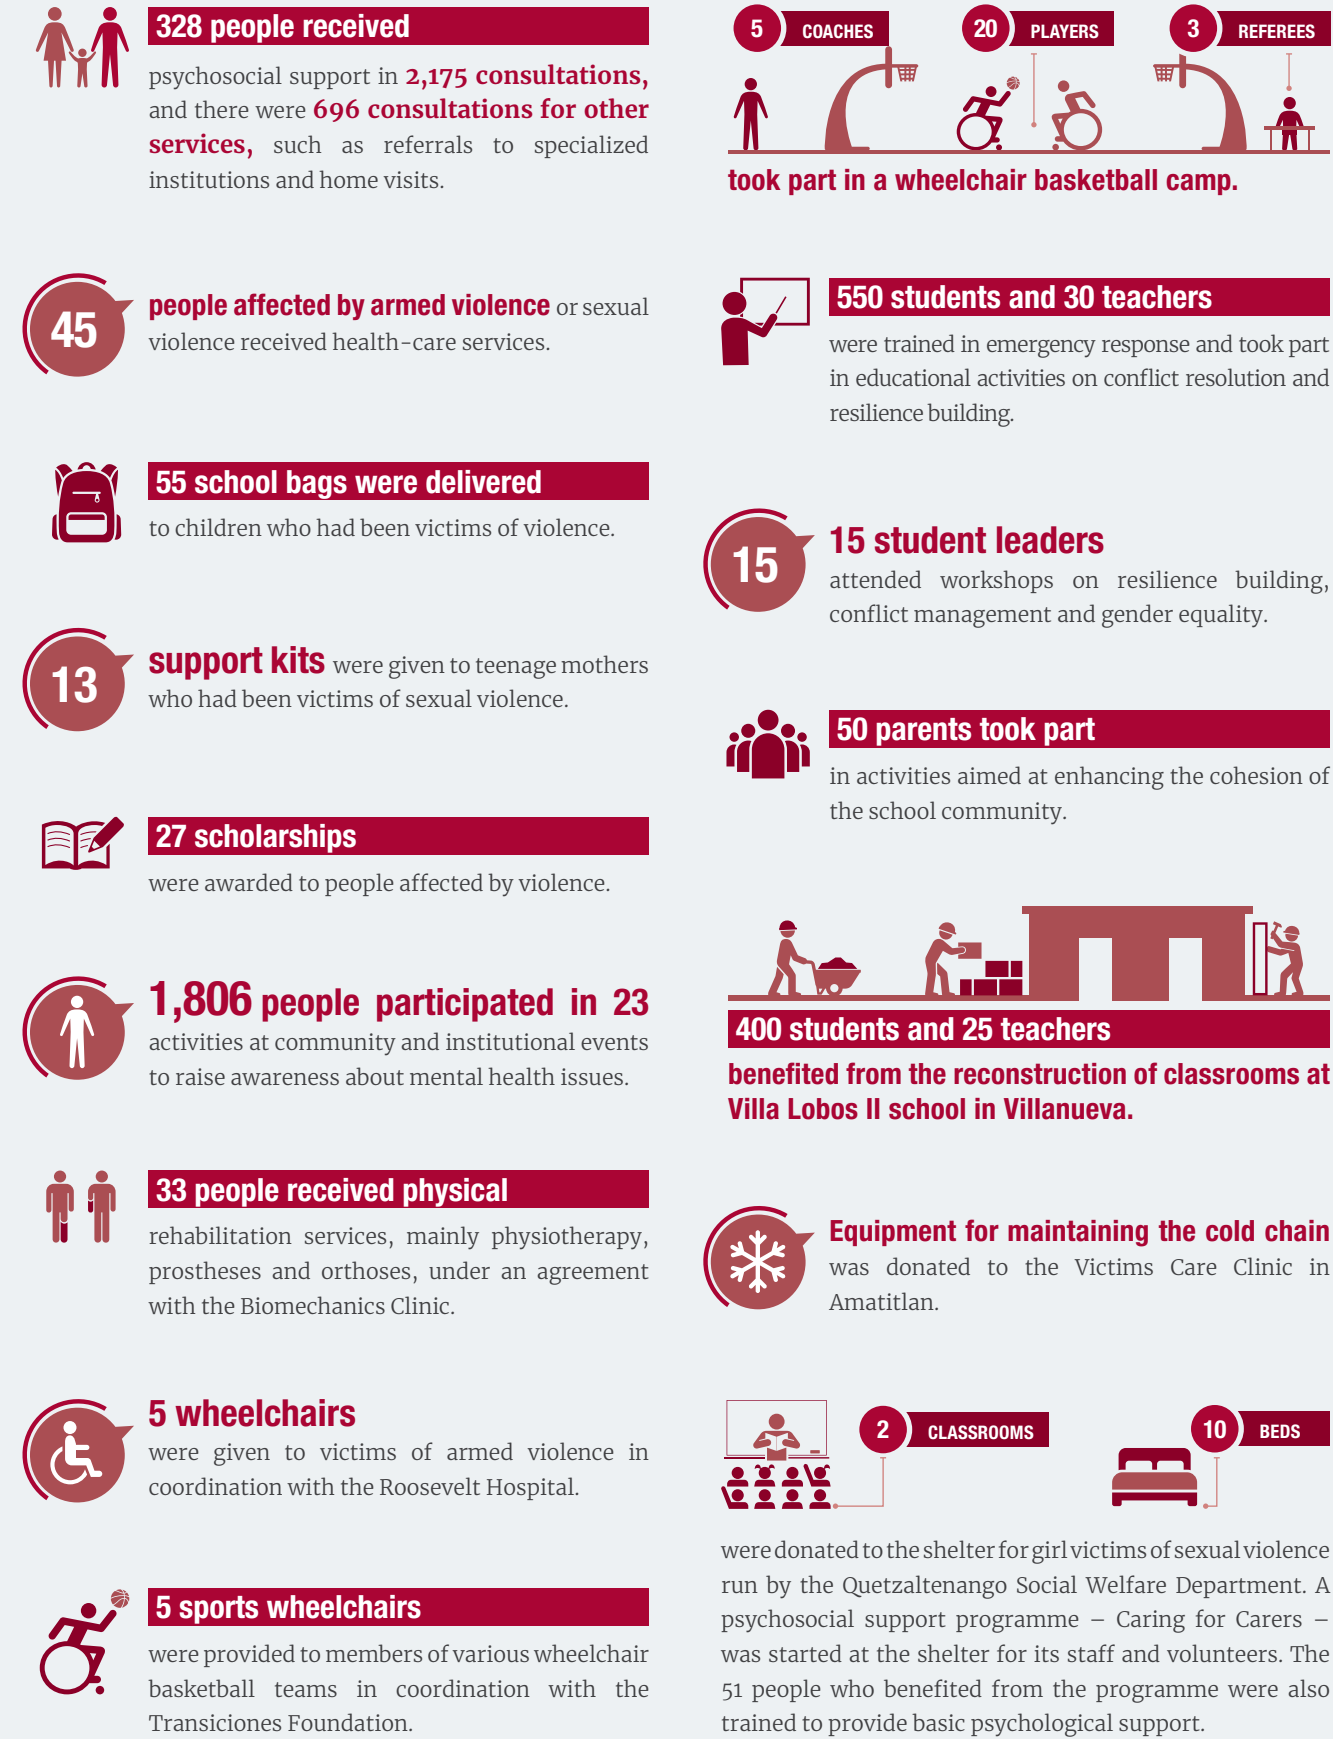 328 people received
psychosocial support in 2,175 consultations,
and there were 696 consultations for other
services, such as referrals to specialized
institutions and home visits.
45
people affected by armed violence or sexual
violence received health-care services.
55 school bags were delivered
to children who had been victims of violence.
13
support kits were given to teenage mothers
who had been victims of sexual violence.
27 scholarships
were awarded to people affected by violence.
1,806 people participated in 23
activities at community and institutional events
to raise awareness about mental health issues.
33 people received physical
rehabilitation services, mainly physiotherapy,
prostheses and orthoses, under an agreement
with the Biomechanics Clinic.
5 wheelchairs
were given to victims of armed violence in
coordination with the Roosevelt Hospital.
5 sports wheelchairs
were provided to members of various wheelchair
basketball teams in coordination with the
Transiciones Foundation.
5 COACHES
20 PLAYERS
3 REFEREES
took part in a wheelchair basketball camp.
550 students and 30 teachers
were trained in emergency response and took part
in educational activities on conflict resolution and
resilience building.
15
15 student leaders
attended workshops on resilience building,
conflict management and gender equality.
50 parents took part
in activities aimed at enhancing the cohesion of
the school community.
400 students and 25 teachers
benefited from the reconstruction of classrooms at
Villa Lobos II school in Villanueva.
Equipment for maintaining the cold chain
was donated to the Victims Care Clinic in
Amatitlan.
2 CLASSROOMS
10 BEDS
were donated to the shelter for girl victims of sexual violence
run by the Quetzaltenango Social Welfare Department. A
psychosocial support programme – Caring for Carers –
was started at the shelter for its staff and volunteers. The
51 people who benefited from the programme were also
trained to provide basic psychological support.